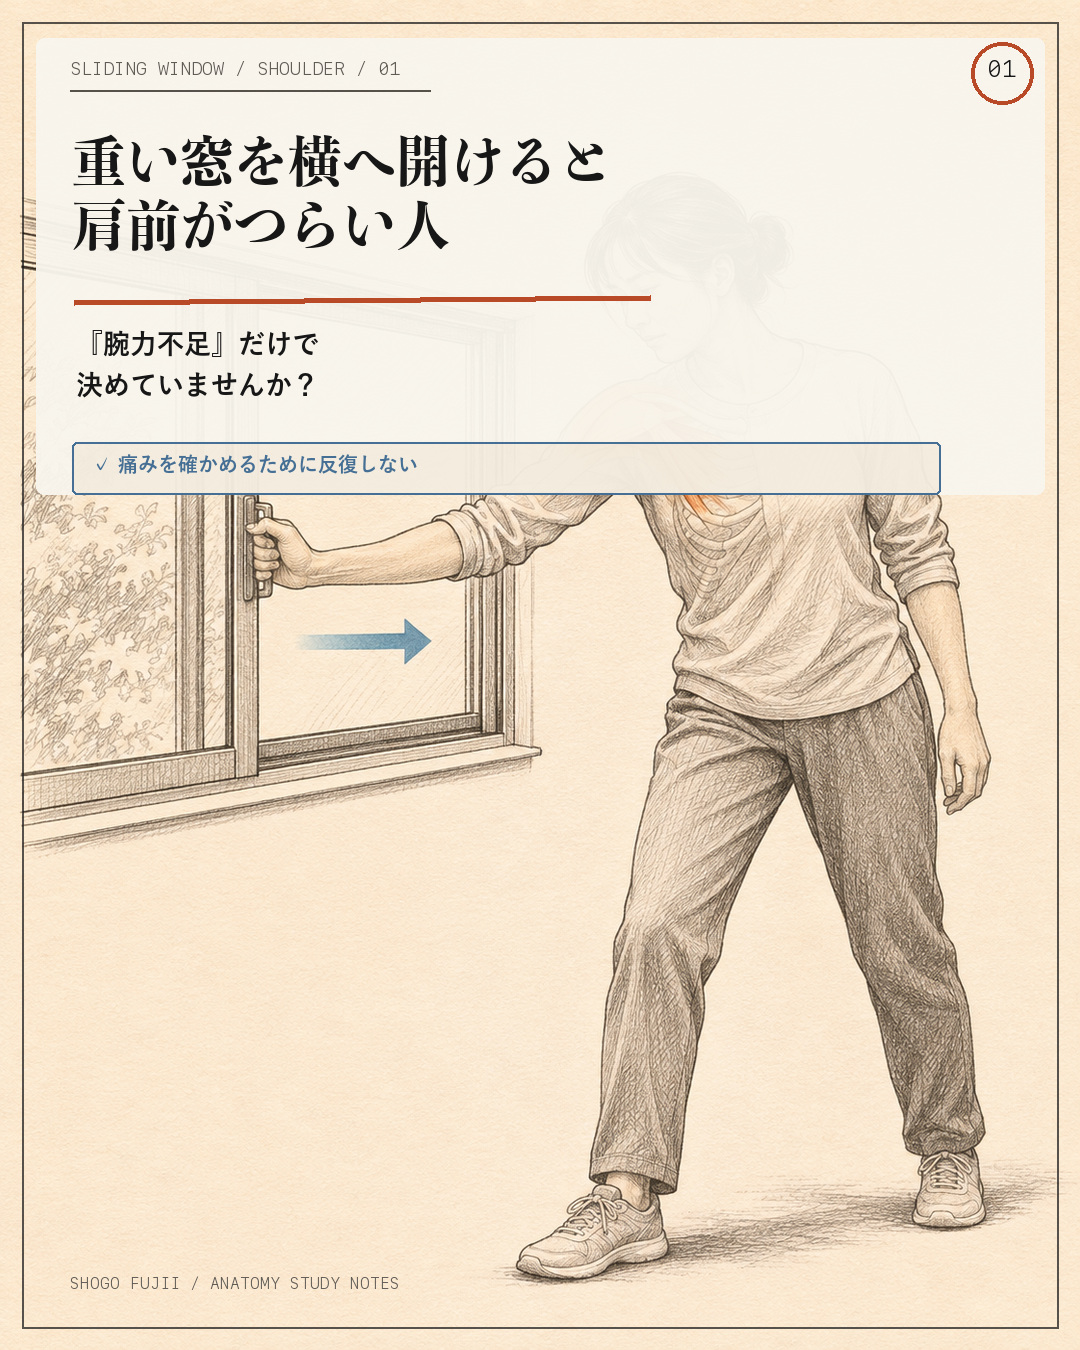 SLIDING WINDOW / SHOULDER / 01
01
重い窓を横へ開けると
肩前がつらい人
『腕力不足』だけで
決めていませんか？
✓ 痛みを確かめるために反復しない
SHOGO FUJII / ANATOMY STUDY NOTES